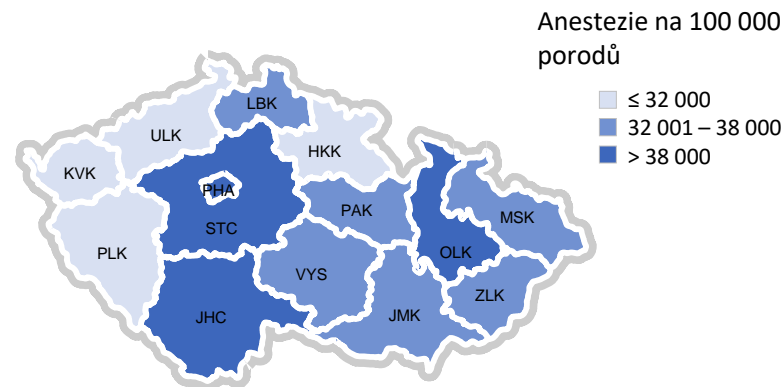 Anestezie na 100 000
porodů
≤ 32 000
32 001 – 38 000
> 38 000
LBK
ULK
HKK
KVK
PHA
PAK
MSK
STC
PLK
OLK
VYS
ZLK
JHC
JMK